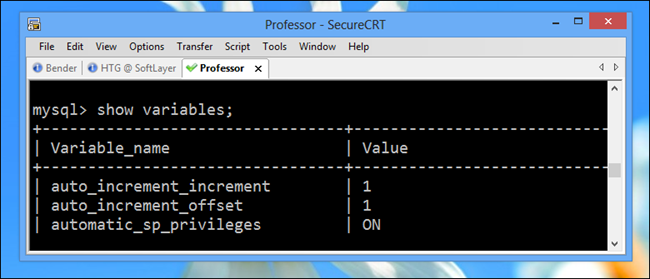 Professor - SecureCRT
File Edit View Options Transfer Script Tools Window Help
Bender HTG @ SoftLayer Professor
mysql> show variables;
+---------------------------------+---------------------------
| Variable_name | Value
+---------------------------------+---------------------------
| auto_increment_increment | 1
| auto_increment_offset | 1
| automatic_sp_privileges | ON